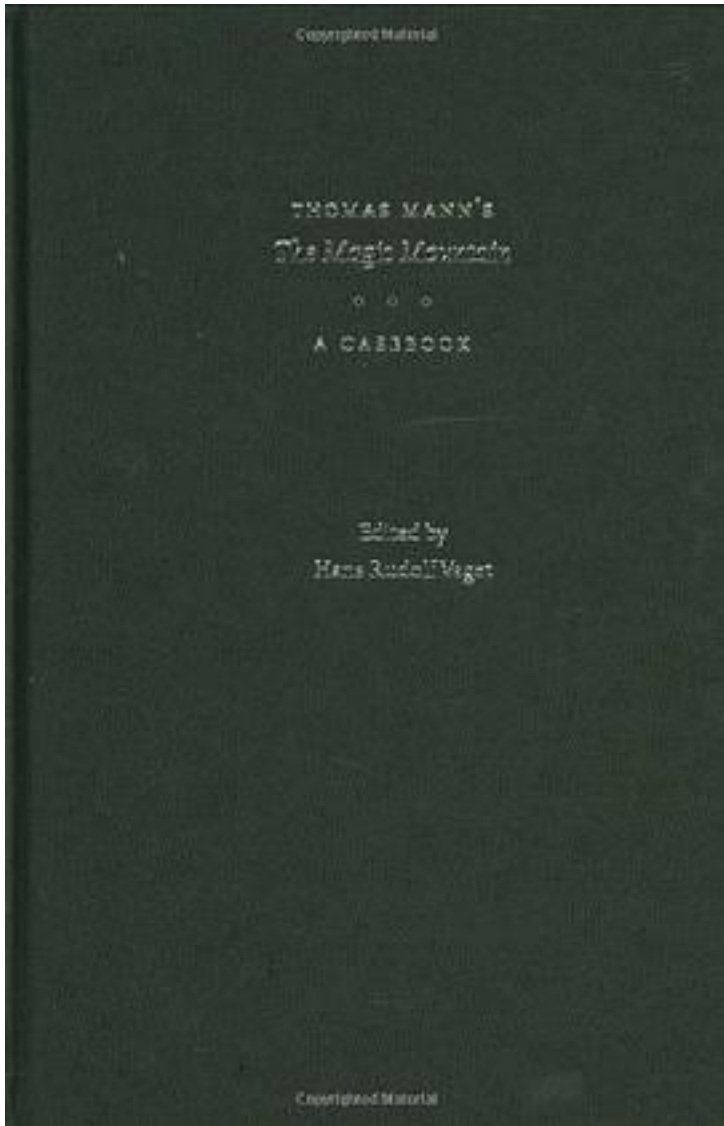 Copyrighted Material
THOMAS MANN'S
The Magic Mountain
A CASEBOOK
Edited by
Hans Rudolf Vaget
Copyrighted Material